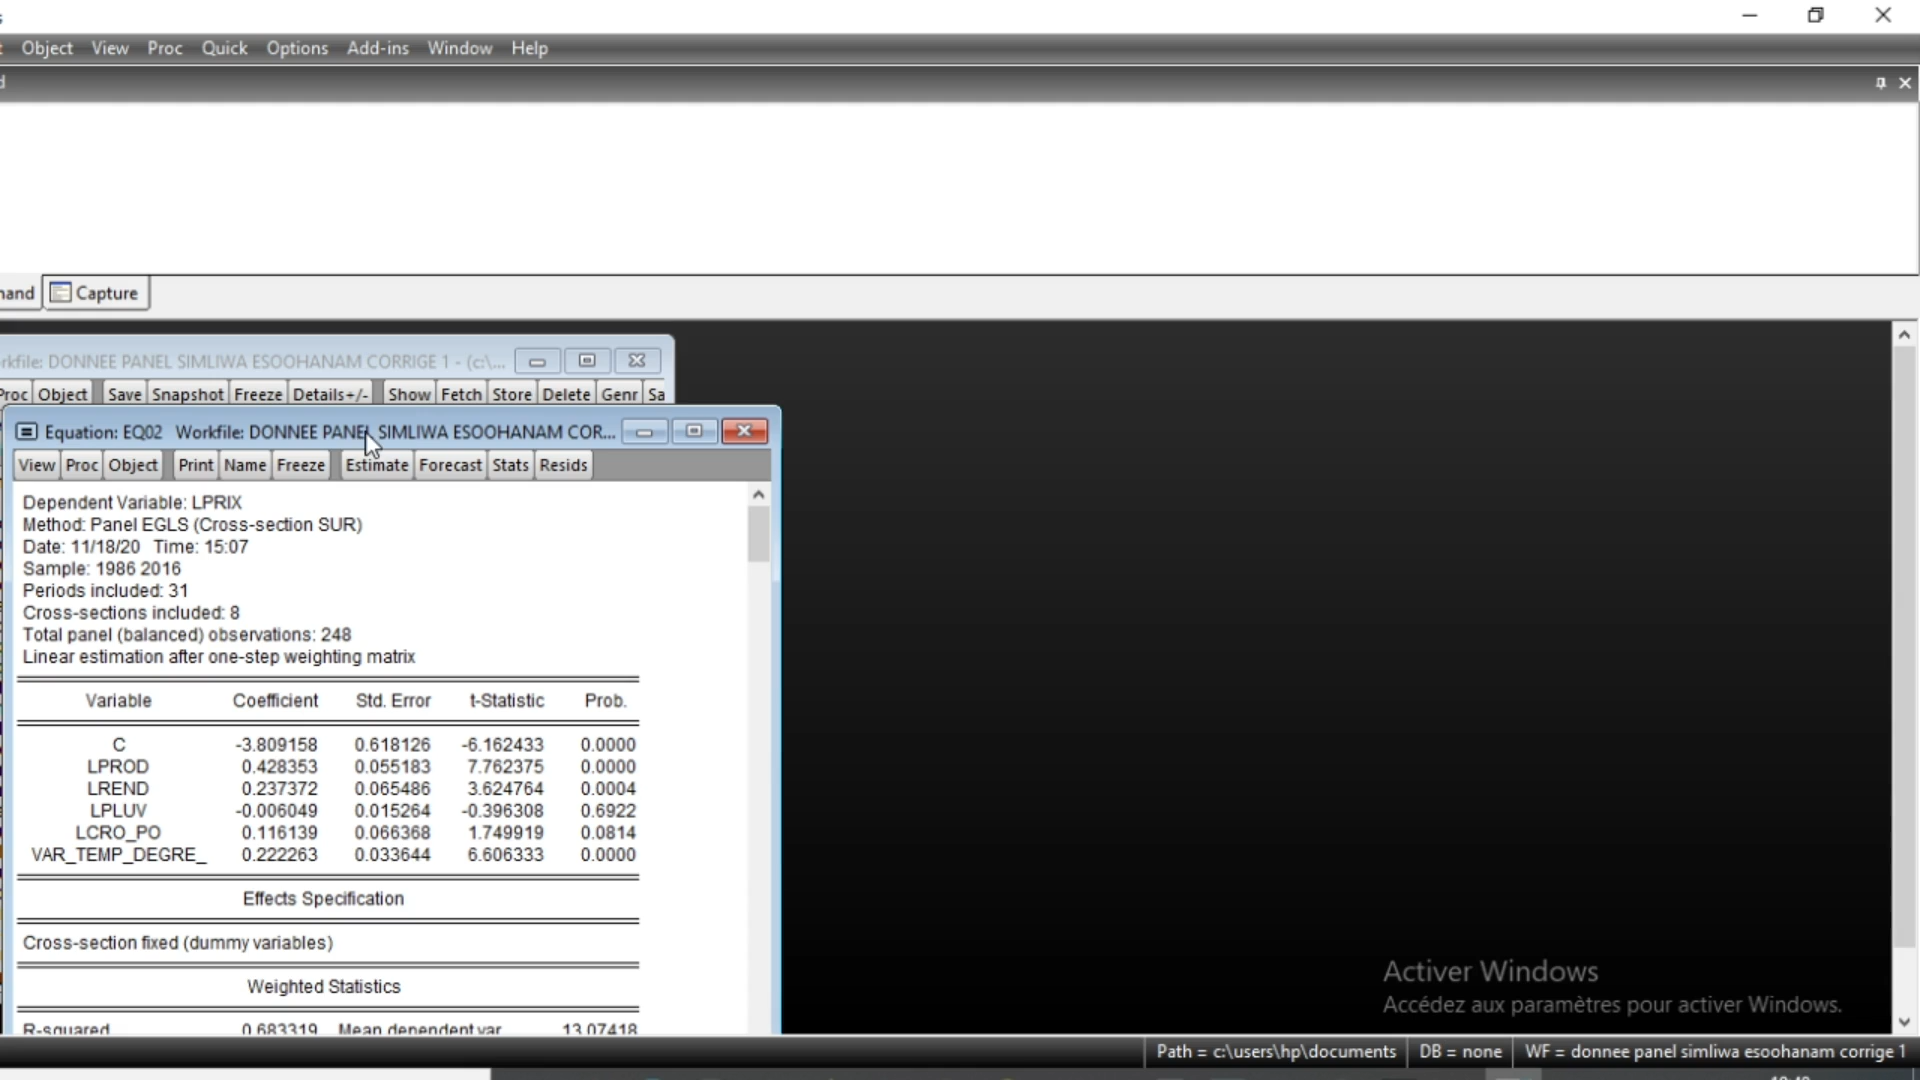 Object View Proc Quick Options Add-ins Window Help
Capture
DONNEE PANEL SIMLIWA ESOOHANAM CORRIGE 1 - (c:\...
Proc Object Save Snapshot Freeze Details+/- Show Fetch Store Delete Genr Sa
Equation: EQ02 Workfile: DONNEE PANEL SIMLIWA ESOOHANAM COR...
View Proc Object Print Name Freeze Estimate Forecast Stats Resids
Dependent Variable: LPRIX
Method: Panel EGLS (Cross-section SUR)
Date: 11/18/20 Time: 15:07
Sample: 1986 2016
Periods included: 31
Cross-sections included: 8
Total panel (balanced) observations: 248
Linear estimation after one-step weighting matrix
Variable Coefficient Std. Error t-Statistic Prob.
C -3.809158 0.618126 -6.162433 0.0000
LPROD 0.428353 0.055183 7.762375 0.0000
LREND 0.237372 0.065486 3.624764 0.0004
LPLUV -0.006049 0.015264 -0.396308 0.6922
LCRO_PO 0.116139 0.066368 1.749919 0.0814
VAR_TEMP_DEGRE_ 0.222263 0.033644 6.606333 0.0000
Effects Specification
Cross-section fixed (dummy variables)
Weighted Statistics
R-squared 0.683319 Mean dependent var 13.07418
Activer Windows
Accédez aux paramètres pour activer Windows.
Path = c:\users\hp\documents DB = none WF = donnee panel simliwa esoohanam corrige 1